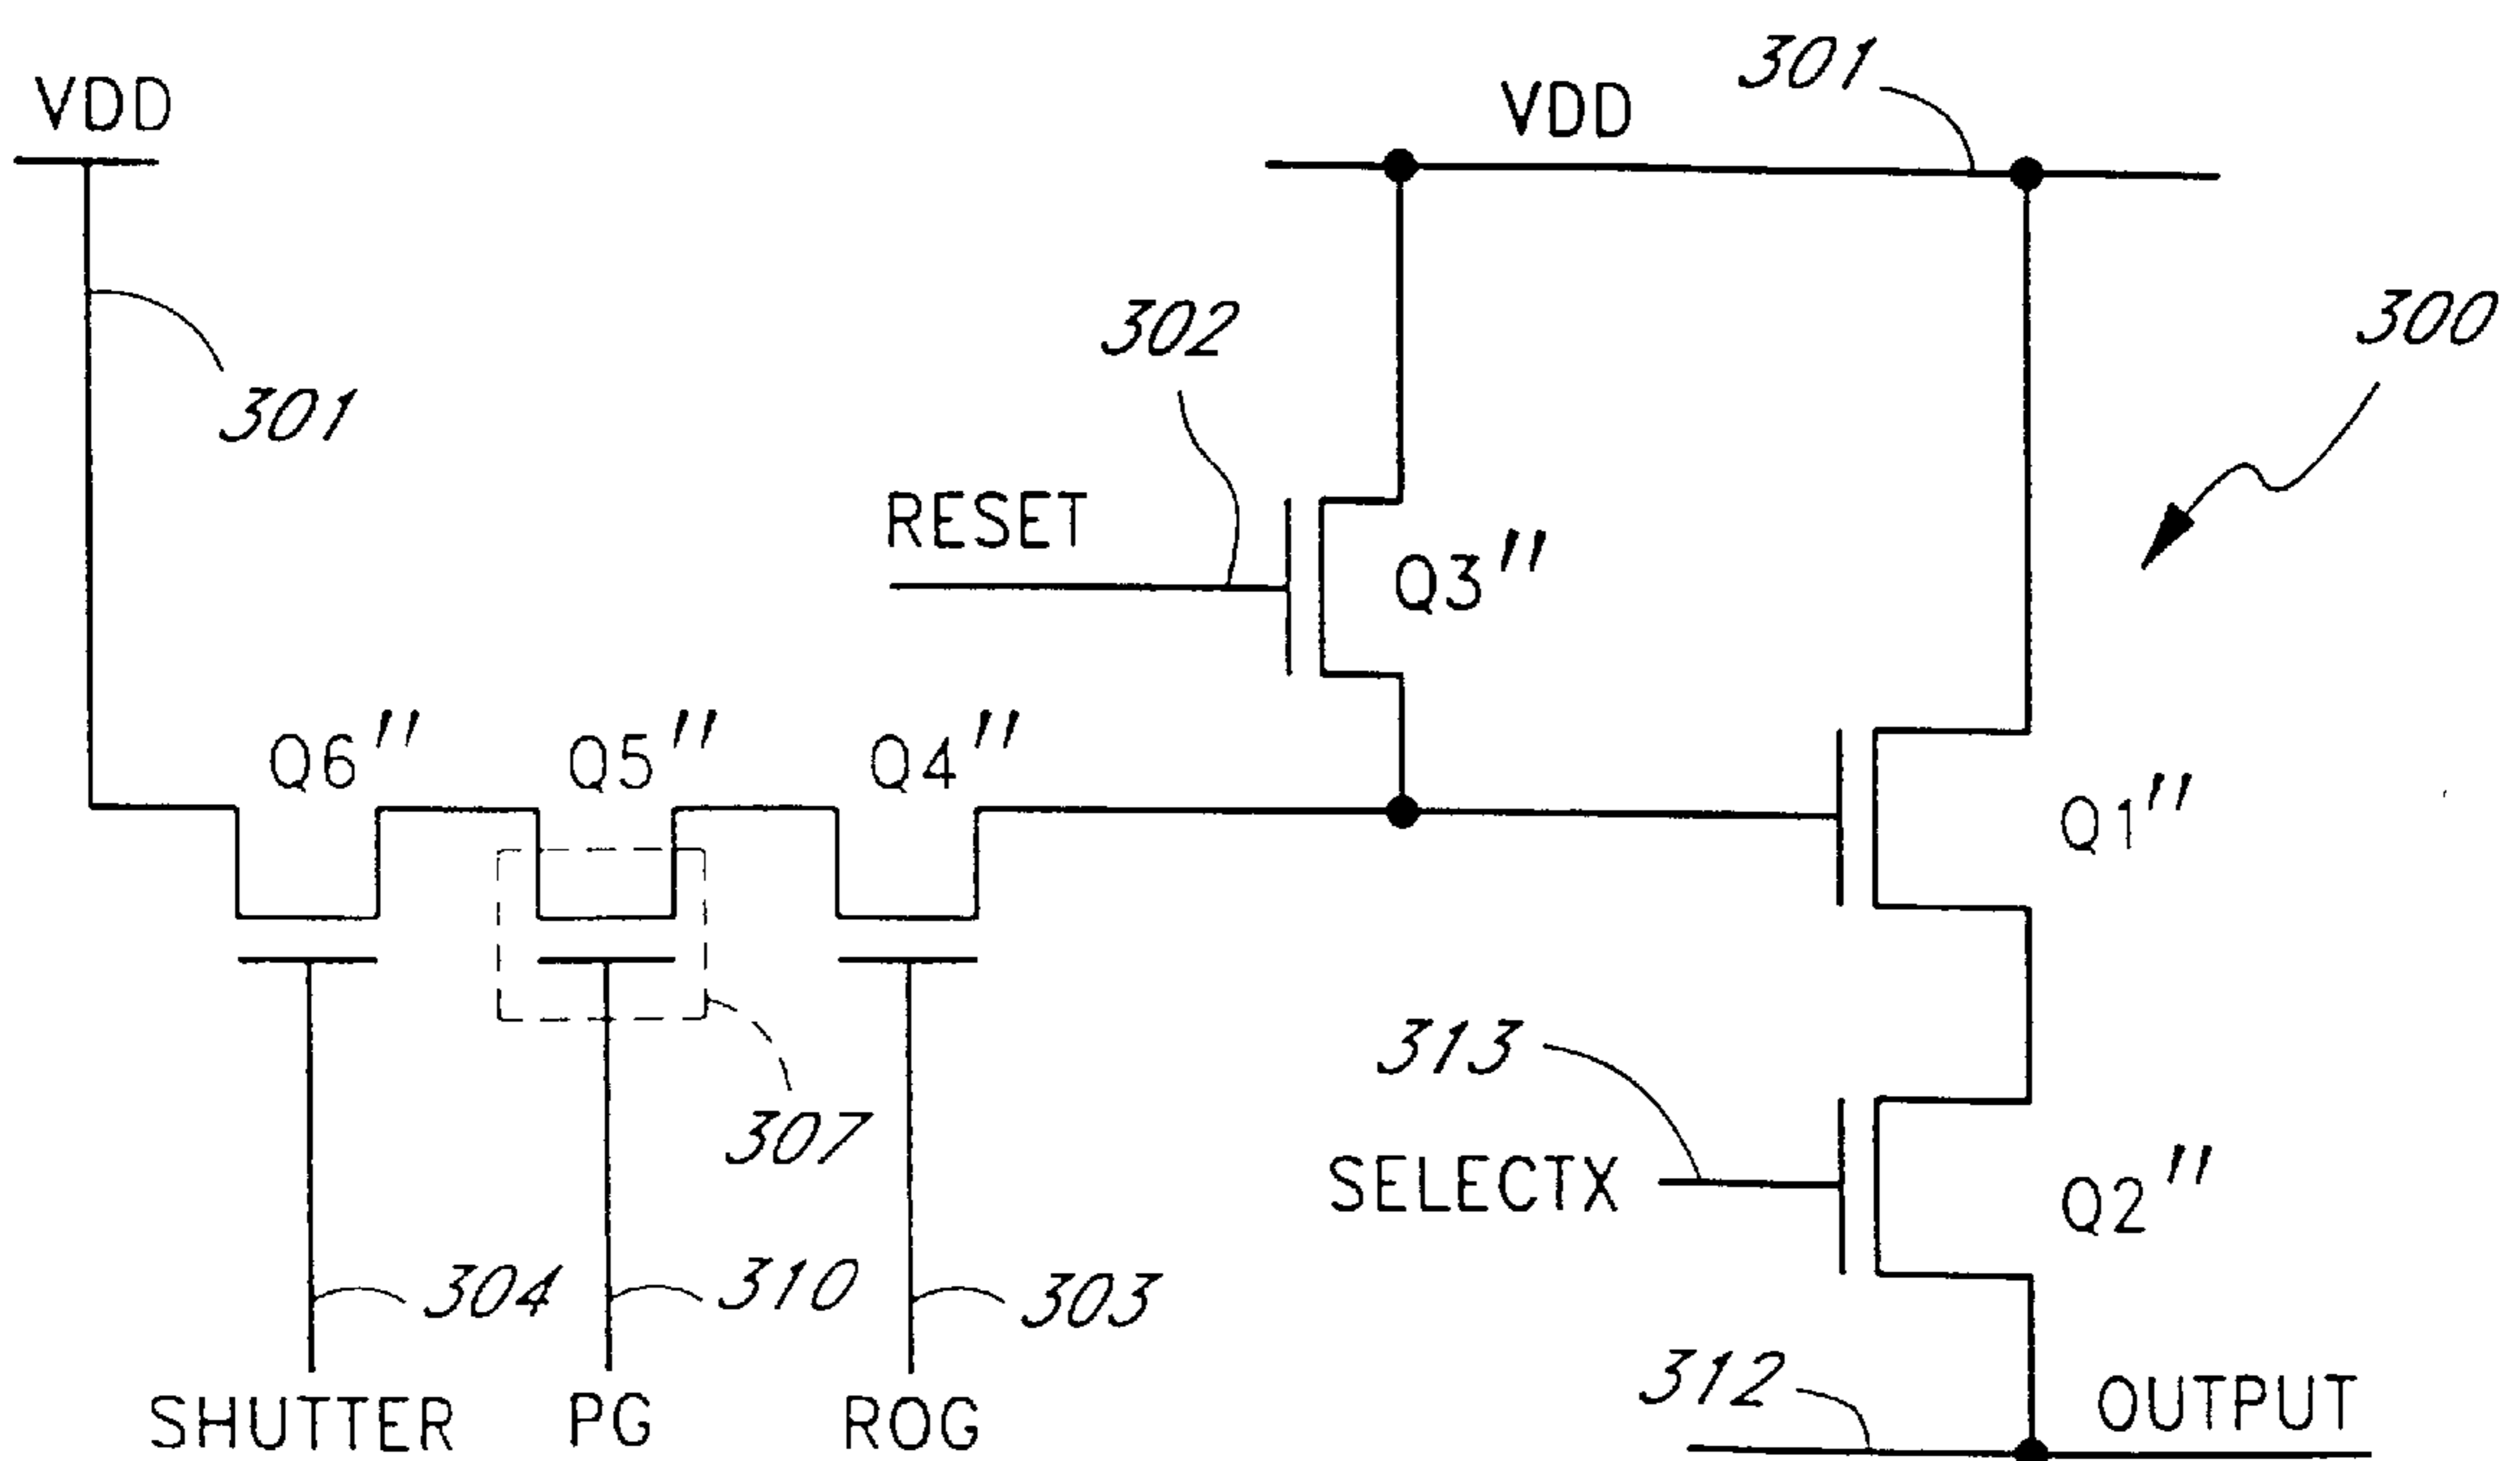 301
VDD
VDD
300
302
301
RESET
Q3"
Q6"
Q5"
Q4"
Q1"
313
307
SELECTX
Q2"
304
310
303
312
OUTPUT
SHUTTER
PG
ROG